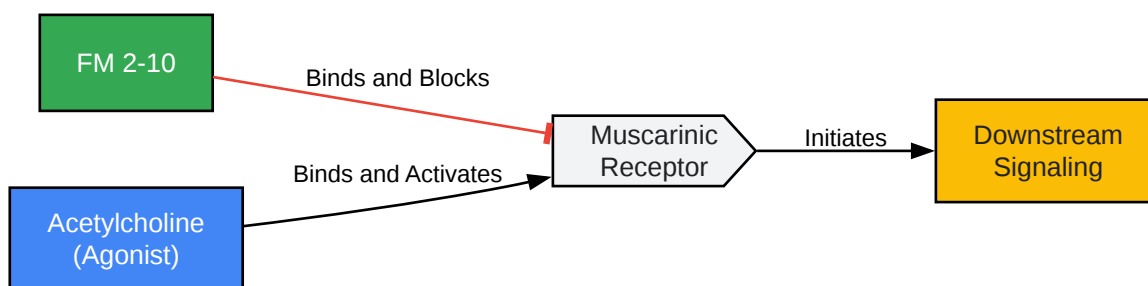 FM 2-10
Binds and Blocks
Muscarinic
Receptor
Initiates
Downstream
Signaling
Binds and Activates
Acetylcholine
(Agonist)